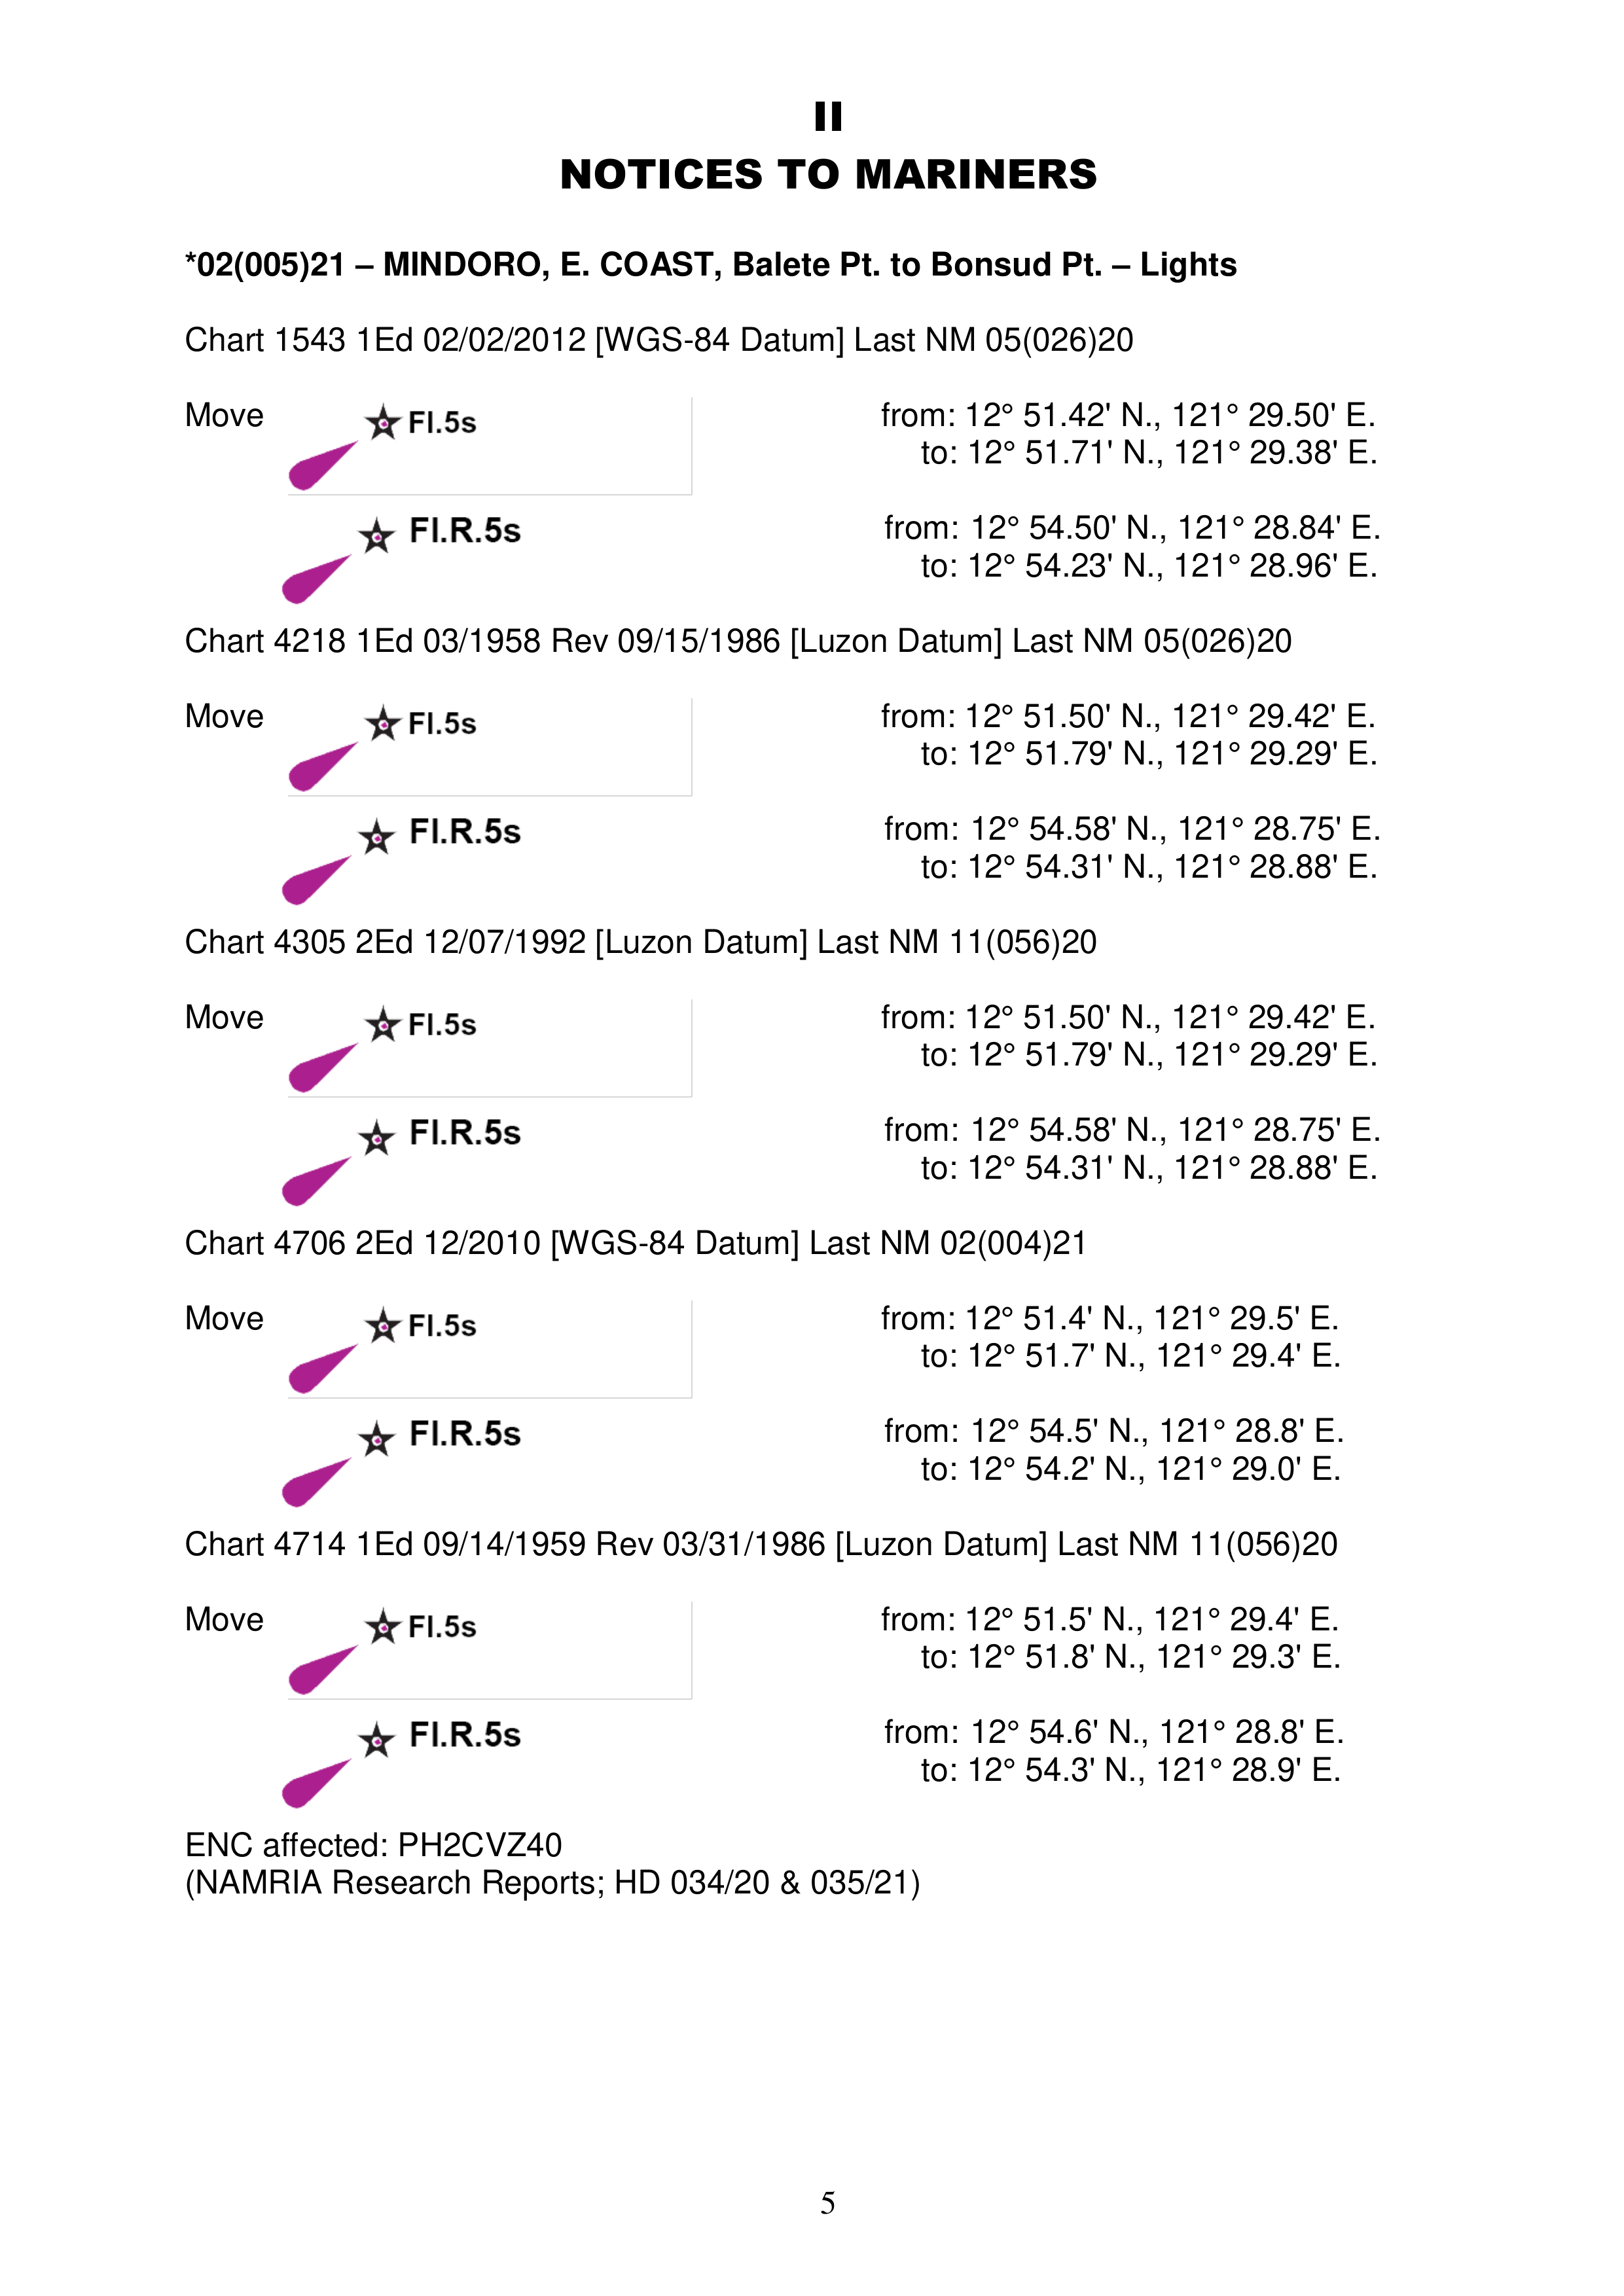 II
NOTICES TO MARINERS
*02(005)21 – MINDORO, E. COAST, Balete Pt. to Bonsud Pt. – Lights
Chart 1543 1Ed 02/02/2012 [WGS-84 Datum] Last NM 05(026)20
Move Fl.5s from: 12° 51.42' N., 121° 29.50' E.
to: 12° 51.71' N., 121° 29.38' E.
Fl.R.5s from: 12° 54.50' N., 121° 28.84' E.
to: 12° 54.23' N., 121° 28.96' E.
Chart 4218 1Ed 03/1958 Rev 09/15/1986 [Luzon Datum] Last NM 05(026)20
Move Fl.5s from: 12° 51.50' N., 121° 29.42' E.
to: 12° 51.79' N., 121° 29.29' E.
Fl.R.5s from: 12° 54.58' N., 121° 28.75' E.
to: 12° 54.31' N., 121° 28.88' E.
Chart 4305 2Ed 12/07/1992 [Luzon Datum] Last NM 11(056)20
Move Fl.5s from: 12° 51.50' N., 121° 29.42' E.
to: 12° 51.79' N., 121° 29.29' E.
Fl.R.5s from: 12° 54.58' N., 121° 28.75' E.
to: 12° 54.31' N., 121° 28.88' E.
Chart 4706 2Ed 12/2010 [WGS-84 Datum] Last NM 02(004)21
Move Fl.5s from: 12° 51.4' N., 121° 29.5' E.
to: 12° 51.7' N., 121° 29.4' E.
Fl.R.5s from: 12° 54.5' N., 121° 28.8' E.
to: 12° 54.2' N., 121° 29.0' E.
Chart 4714 1Ed 09/14/1959 Rev 03/31/1986 [Luzon Datum] Last NM 11(056)20
Move Fl.5s from: 12° 51.5' N., 121° 29.4' E.
to: 12° 51.8' N., 121° 29.3' E.
Fl.R.5s from: 12° 54.6' N., 121° 28.8' E.
to: 12° 54.3' N., 121° 28.9' E.
ENC affected: PH2CVZ40
(NAMRIA Research Reports; HD 034/20 & 035/21)
5